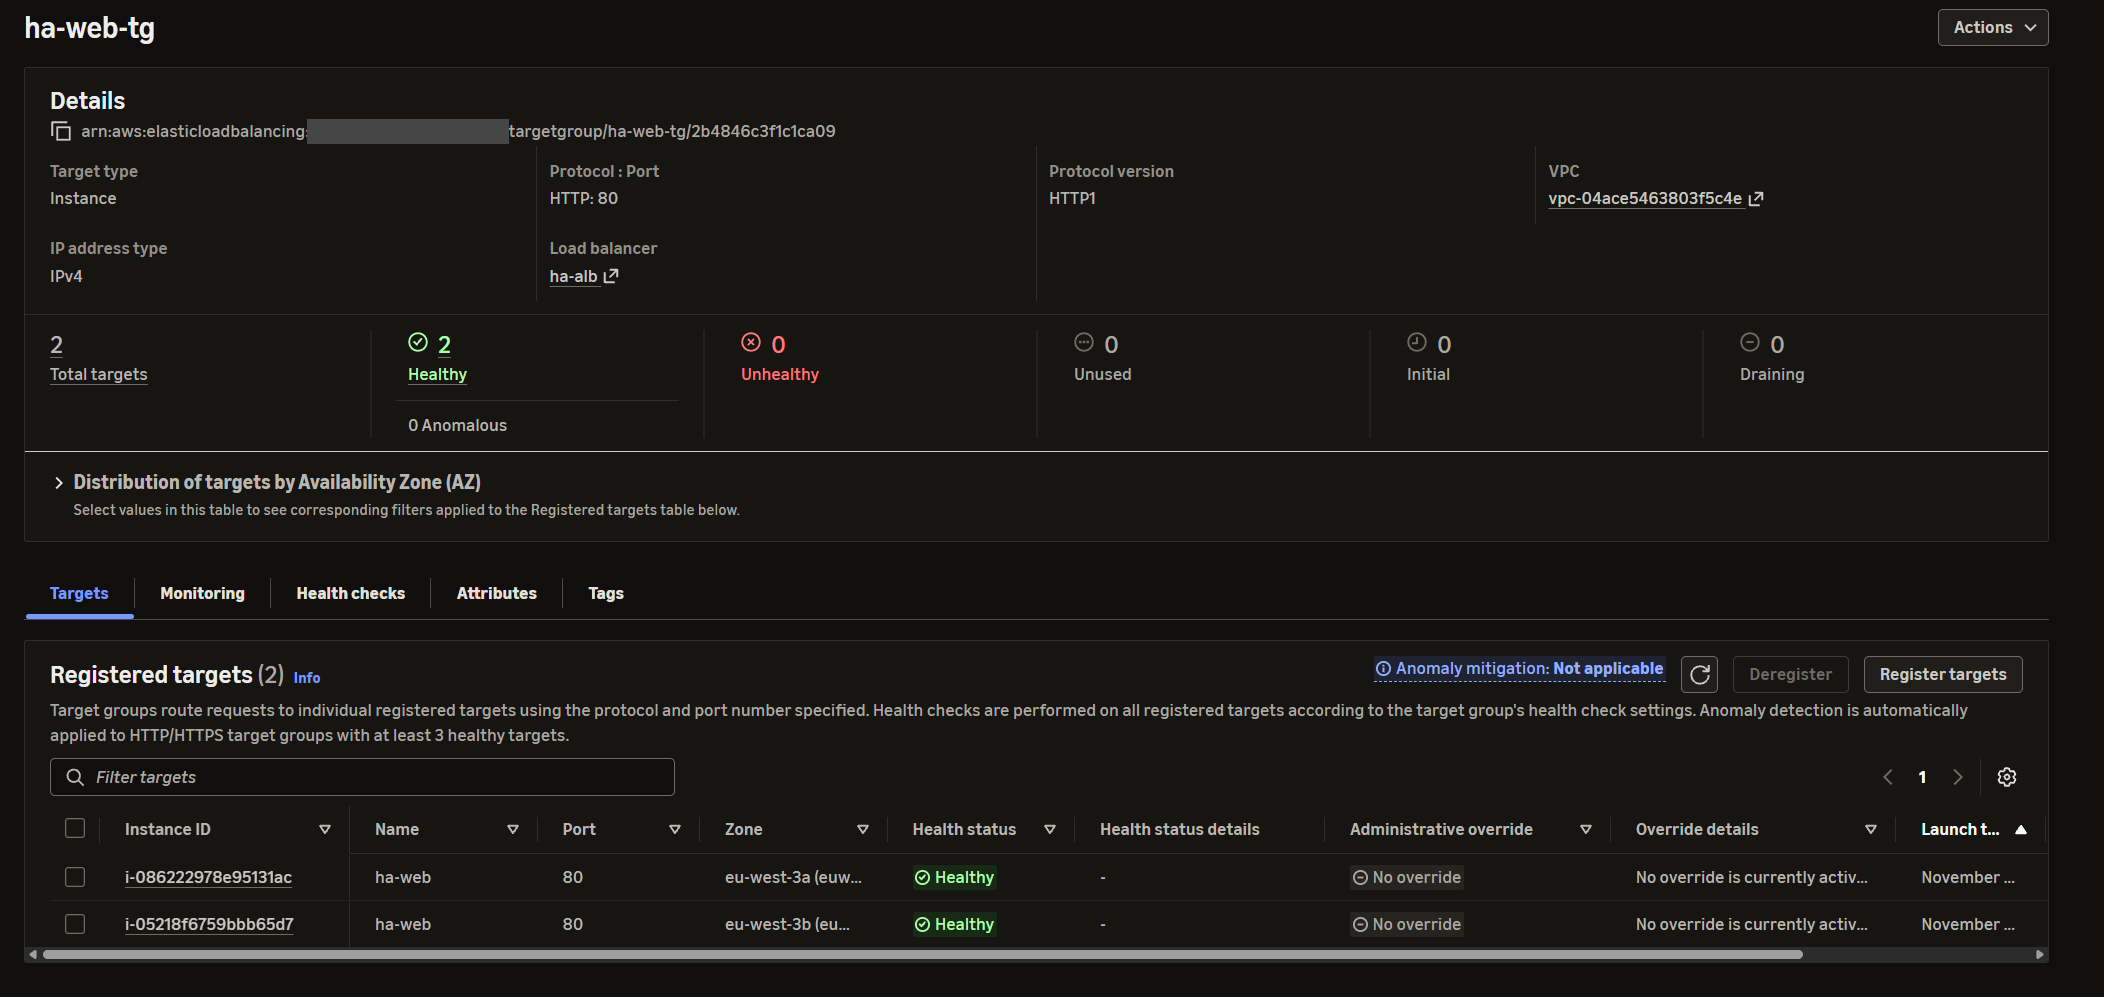 ha-web-tg
Actions
Details
arn:aws:elasticloadbalancing: targetgroup/ha-web-tg/2b4846c3f1c1ca09
Target type
Protocol : Port
Protocol version
VPC
Instance
HTTP: 80
HTTP1
vpc-04ace5463803f5c4e
IP address type
Load balancer
IPv4
ha-alb
2
2
0
0
0
0
Total targets
Healthy
Unhealthy
Unused
Initial
Draining
0 Anomalous
Distribution of targets by Availability Zone (AZ)
Select values in this table to see corresponding filters applied to the Registered targets table below.
Targets
Monitoring
Health checks
Attributes
Tags
Registered targets (2) Info
Anomaly mitigation: Not applicable
Deregister
Register targets
Target groups route requests to individual registered targets using the protocol and port number specified. Health checks are performed on all registered targets according to the target group's health check settings. Anomaly detection is automatically
applied to HTTP/HTTPS target groups with at least 3 healthy targets.
Filter targets
1
Instance ID
Name
Port
Zone
Health status
Health status details
Administrative override
Override details
Launch t...
i-086222978e95131ac
ha-web
80
eu-west-3a (euw...
Healthy
-
No override
No override is currently activ...
November ...
i-05218f6759bbb65d7
ha-web
80
eu-west-3b (eu...
Healthy
-
No override
No override is currently activ...
November ...